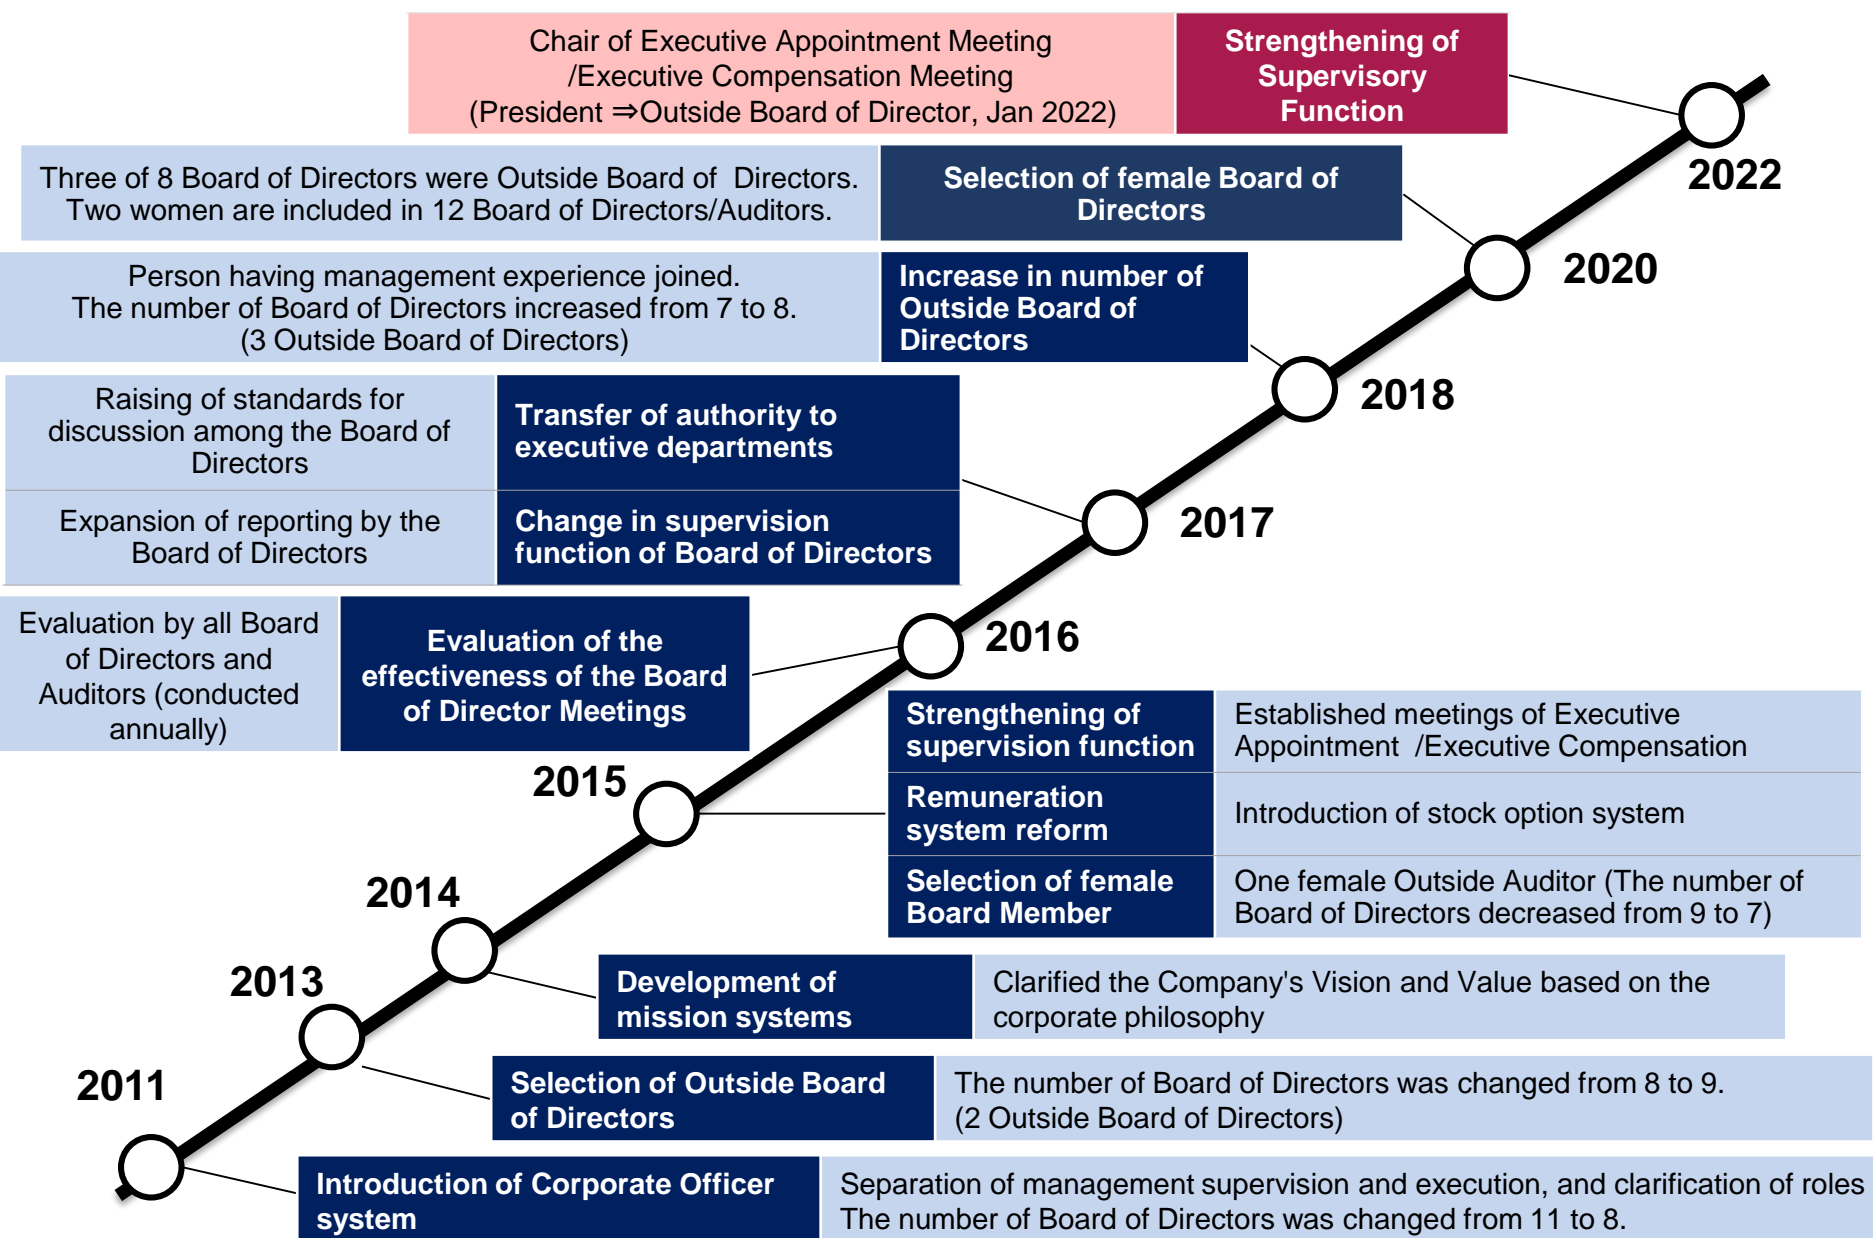 Chair of Executive Appointment Meeting
/Executive Compensation Meeting
(President ⇒Outside Board of Director, Jan 2022)
Strengthening of
Supervisory
Function
2022
Three of 8 Board of Directors were Outside Board of Directors.
Two women are included in 12 Board of Directors/Auditors.
Selection of female Board of
Directors
2020
Person having management experience joined.
The number of Board of Directors increased from 7 to 8.
(3 Outside Board of Directors)
Increase in number of
Outside Board of
Directors
2018
Raising of standards for
discussion among the Board of
Directors
Transfer of authority to
executive departments
Expansion of reporting by the
Board of Directors
Change in supervision
function of Board of Directors
2017
Evaluation by all Board
of Directors and
Auditors (conducted
annually)
Evaluation of the
effectiveness of the Board
of Director Meetings
2016
2015
Strengthening of
supervision function
Established meetings of Executive
Appointment /Executive Compensation
Remuneration
system reform
Introduction of stock option system
Selection of female
Board Member
One female Outside Auditor (The number of
Board of Directors decreased from 9 to 7)
2014
Development of
mission systems
Clarified the Company's Vision and Value based on the
corporate philosophy
2013
Selection of Outside Board
of Directors
The number of Board of Directors was changed from 8 to 9.
(2 Outside Board of Directors)
2011
Introduction of Corporate Officer
system
Separation of management supervision and execution, and clarification of roles
The number of Board of Directors was changed from 11 to 8.